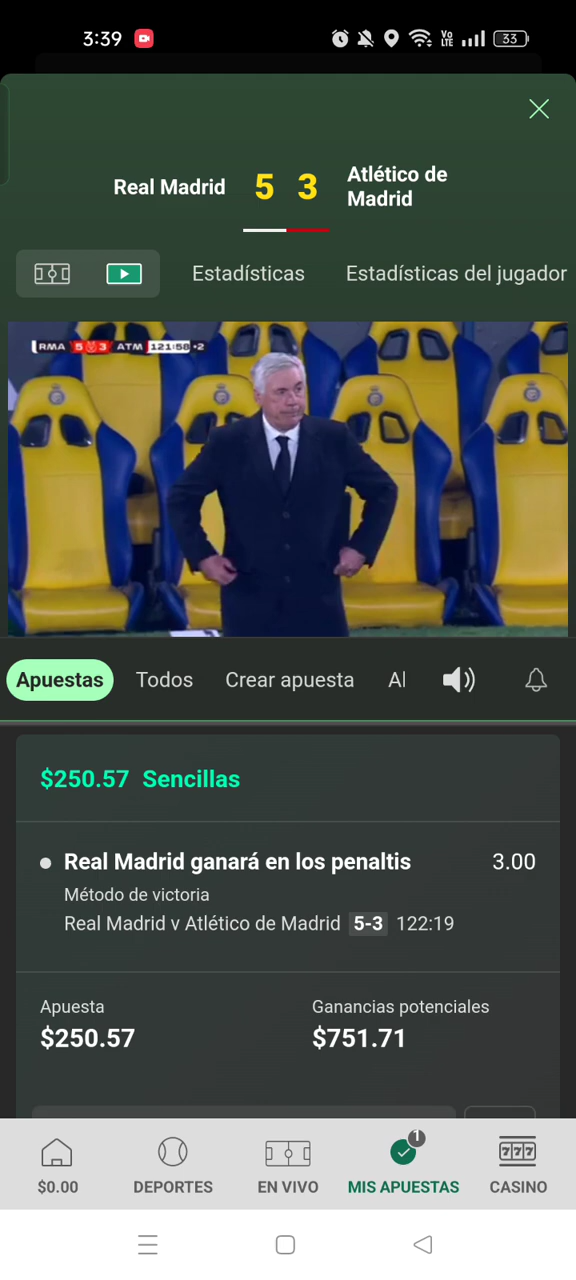 3:39
Vo LTE
33
Real Madrid 5 3 Atlético de Madrid
Estadísticas Estadísticas del jugador
RMA 5 3 ATM 121:58 +2
Apuestas Todos Crear apuesta Al
$250.57 Sencillas
Real Madrid ganará en los penaltis 3.00
Método de victoria
Real Madrid v Atlético de Madrid 5-3 122:19
Apuesta Ganancias potenciales
$250.57 $751.71
1
777
$0.00 DEPORTES EN VIVO MIS APUESTAS CASINO